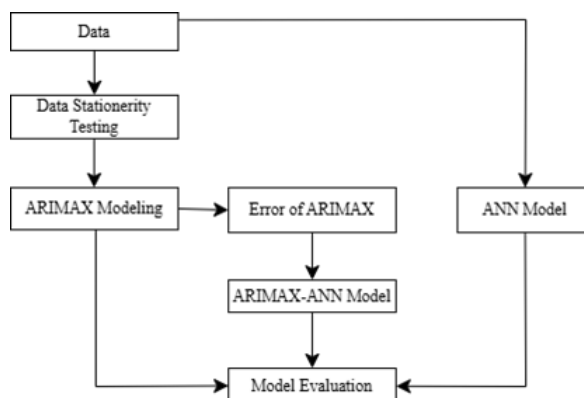 Data
Data Stationerity
Testing
ARIMAX Modeling
Error of ARIMAX
ANN Model
ARIMAX-ANN Model
Model Evaluation